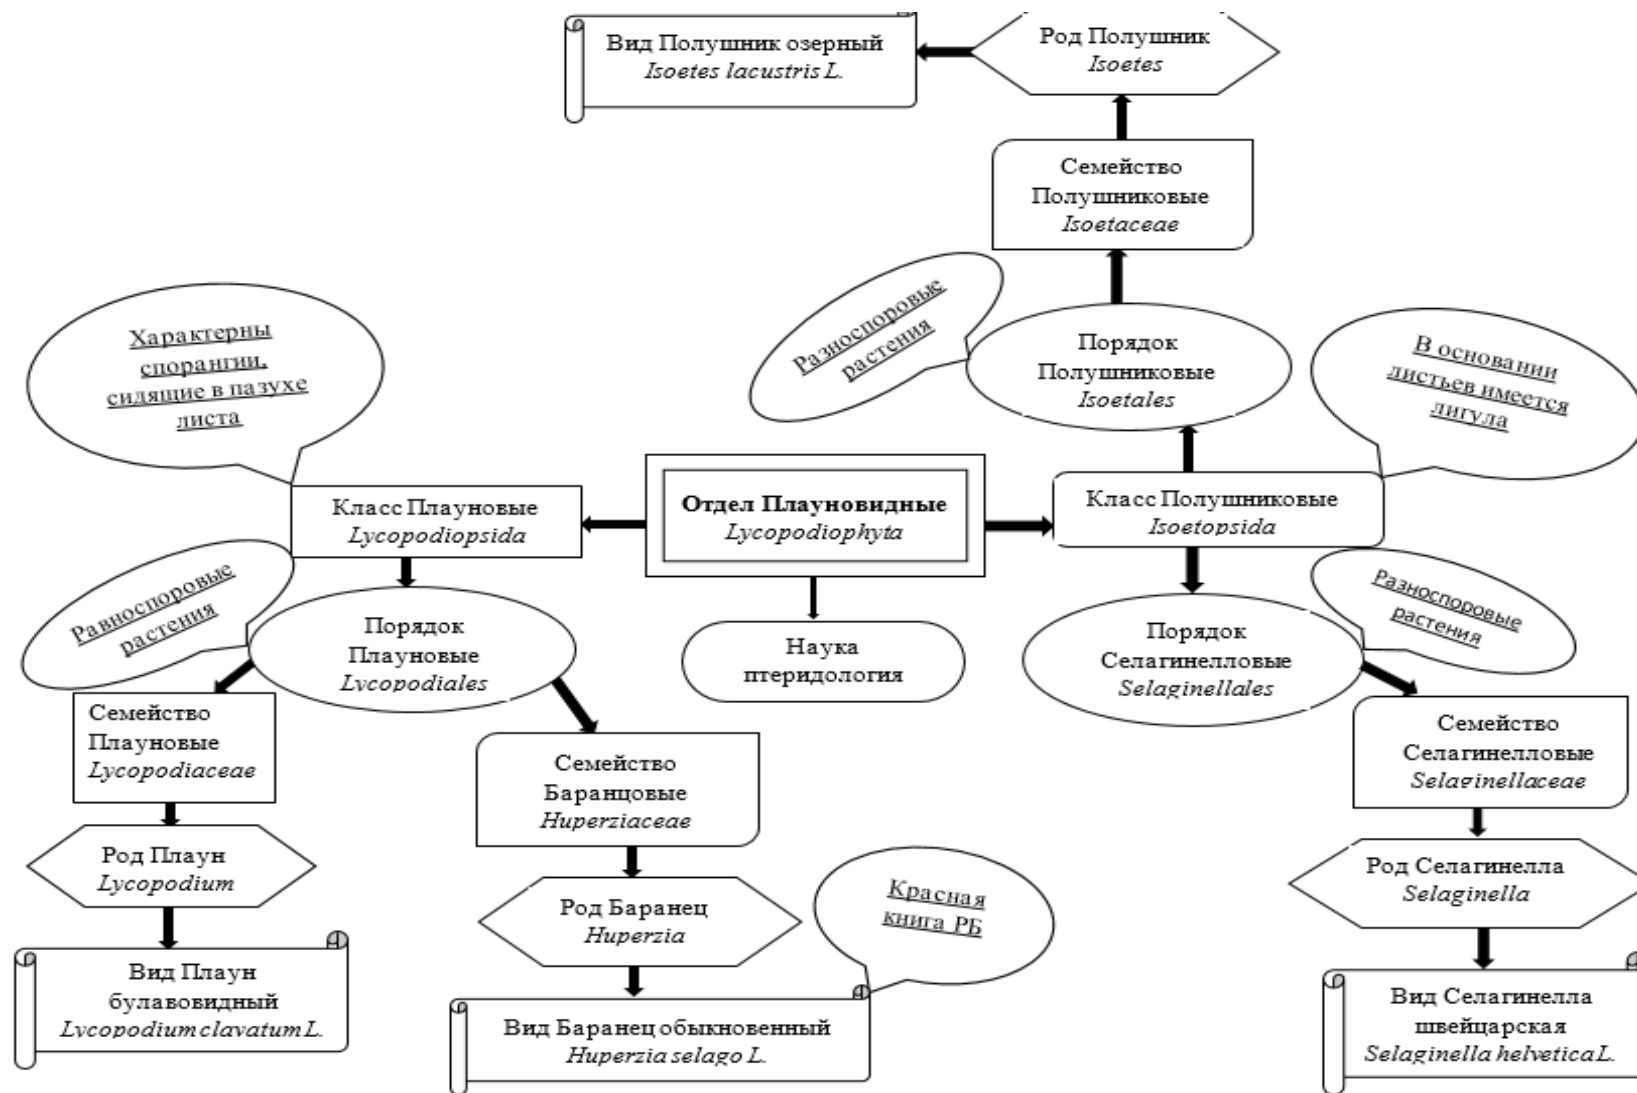 Вид Полушник озерный
Isoetes lacustris L.
Род Полушник
Isoetes
Семейство
Полушниковые
Isoetaceae
Разноспоровые
растения
Порядок
Полушниковые
Isoetales
В основании
листьев имеется
лигула
Характерны
спорангии,
сидящие в пазухе
листа
Класс Плауновые
Lycopodiopsida
Отдел Плауновидные
Lycopodiophyta
Класс Полушниковые
Isoetopsida
Равноспоровые
растения
Порядок
Плауновые
Lycopodiales
Наука
птеридология
Порядок
Селагинелловые
Selaginellales
Разноспоровые
растения
Семейство
Плауновые
Lycopodiaceae
Семейство
Баранцовые
Huperziaceae
Семейство
Селагинелловые
Selaginellaceae
Род Плаун
Lycopodium
Род Баранец
Huperzia
Красная
книга РБ
Род Селагинелла
Selaginella
Вид Плаун
булавовидный
Lycopodium clavatum L.
Вид Баранец обыкновенный
Huperzia selago L.
Вид Селагинелла
швейцарская
Selaginella helvetica L.